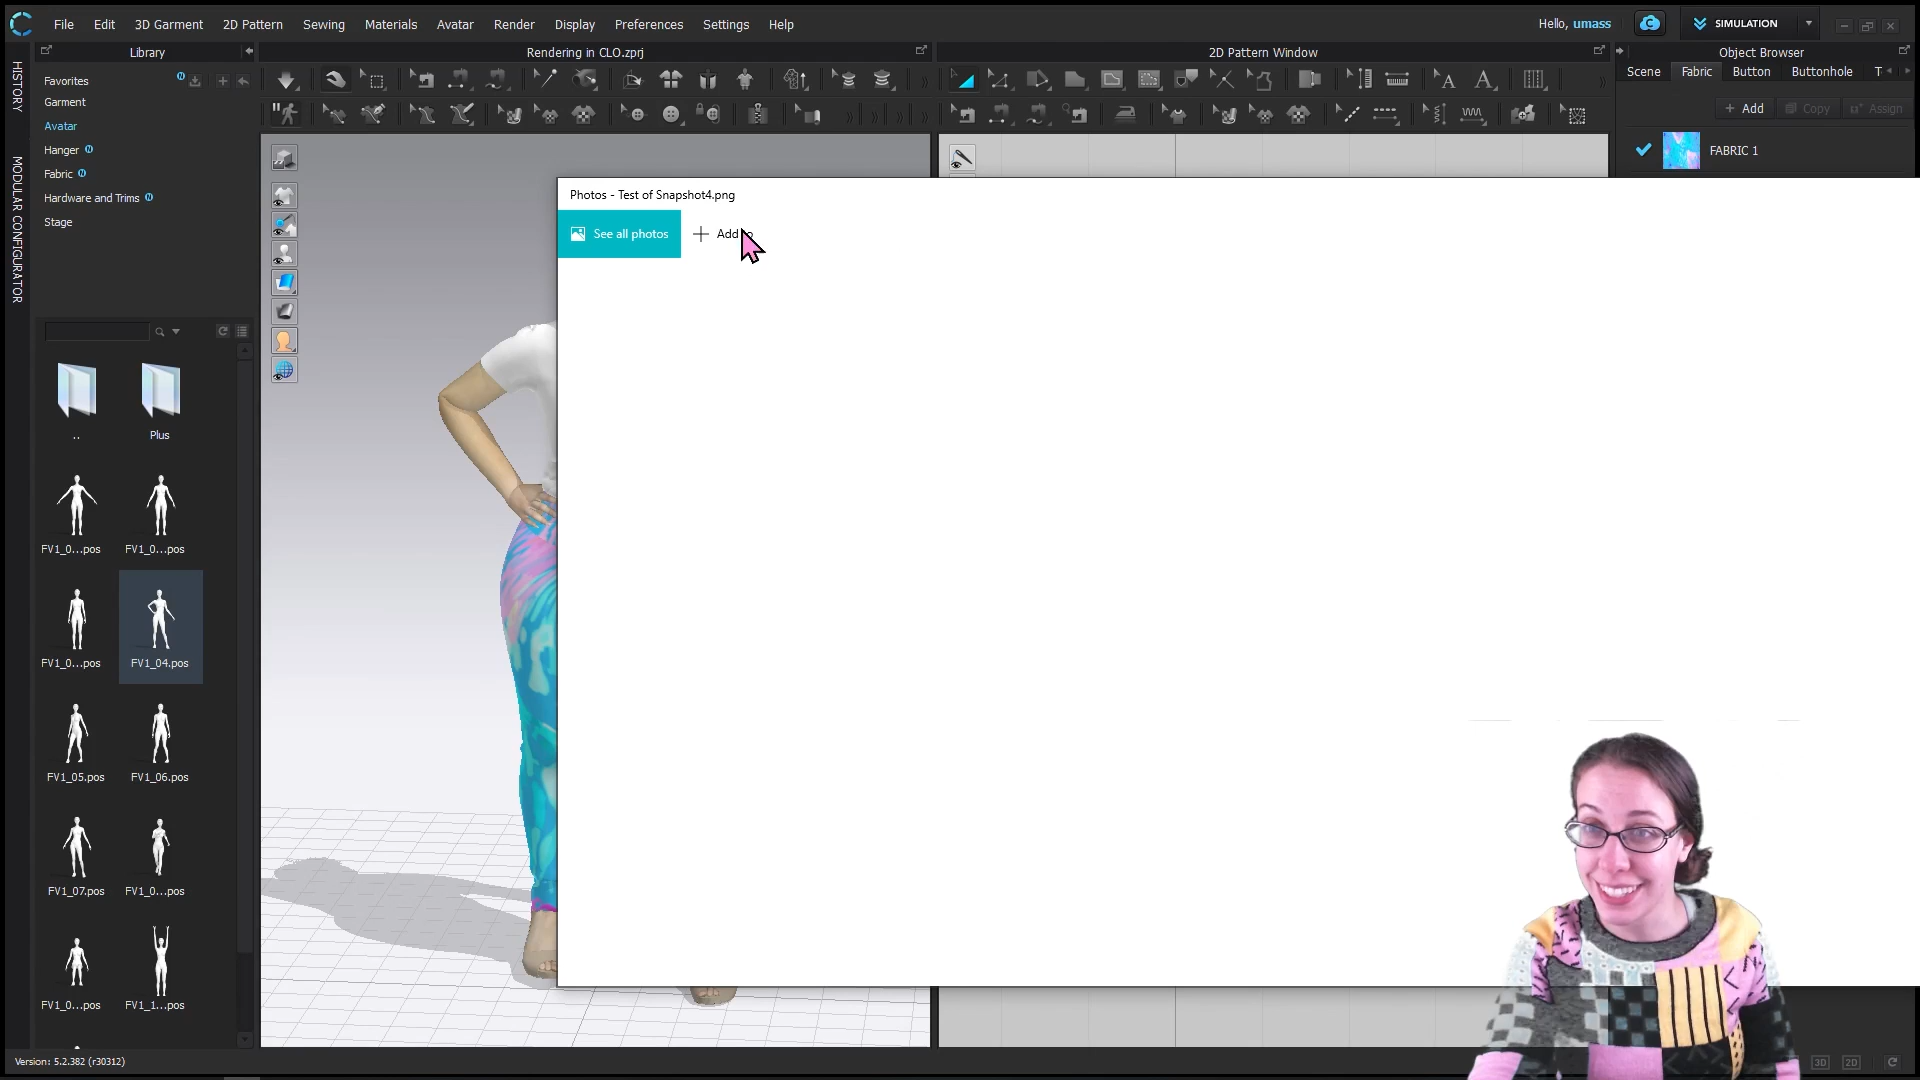 File Edit 3D Garment 2D Pattern Sewing Materials Avatar Render Display Preferences Settings Help
Hello, umass
SIMULATION
Library
Rendering in CLO.zprj
2D Pattern Window
Object Browser
HISTORY
MODULAR CONFIGURATOR
Favorites
Garment
Avatar
Hanger
Fabric
Hardware and Trims
Stage
Scene Fabric Button Buttonhole T
+ Add Copy Assign
FABRIC 1
Photos - Test of Snapshot4.png
See all photos
Add
..
Plus
FV1_0...pos
FV1_0...pos
FV1_0...pos
FV1_04.pos
FV1_05.pos
FV1_06.pos
FV1_07.pos
FV1_0...pos
FV1_0...pos
FV1_1...pos
Version: 5.2.382 (r30312)
3D 2D